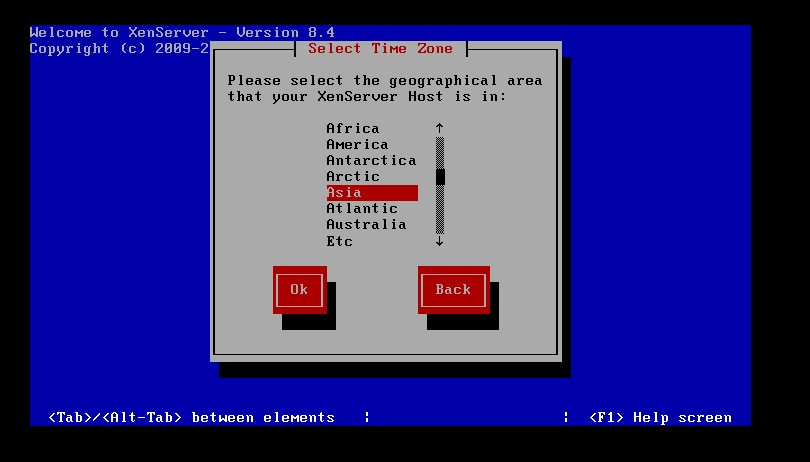 Welcome to XenServer - Version 8.4
Copyright (c) 2009-2
Select Time Zone
Please select the geographical area
that your XenServer Host is in:
Africa ↑
America
Antarctica
Arctic
Asia
Atlantic
Australia
Etc ↓
Ok Back
<Tab>/<Alt-Tab> between elements ¦ ¦ <F1> Help screen